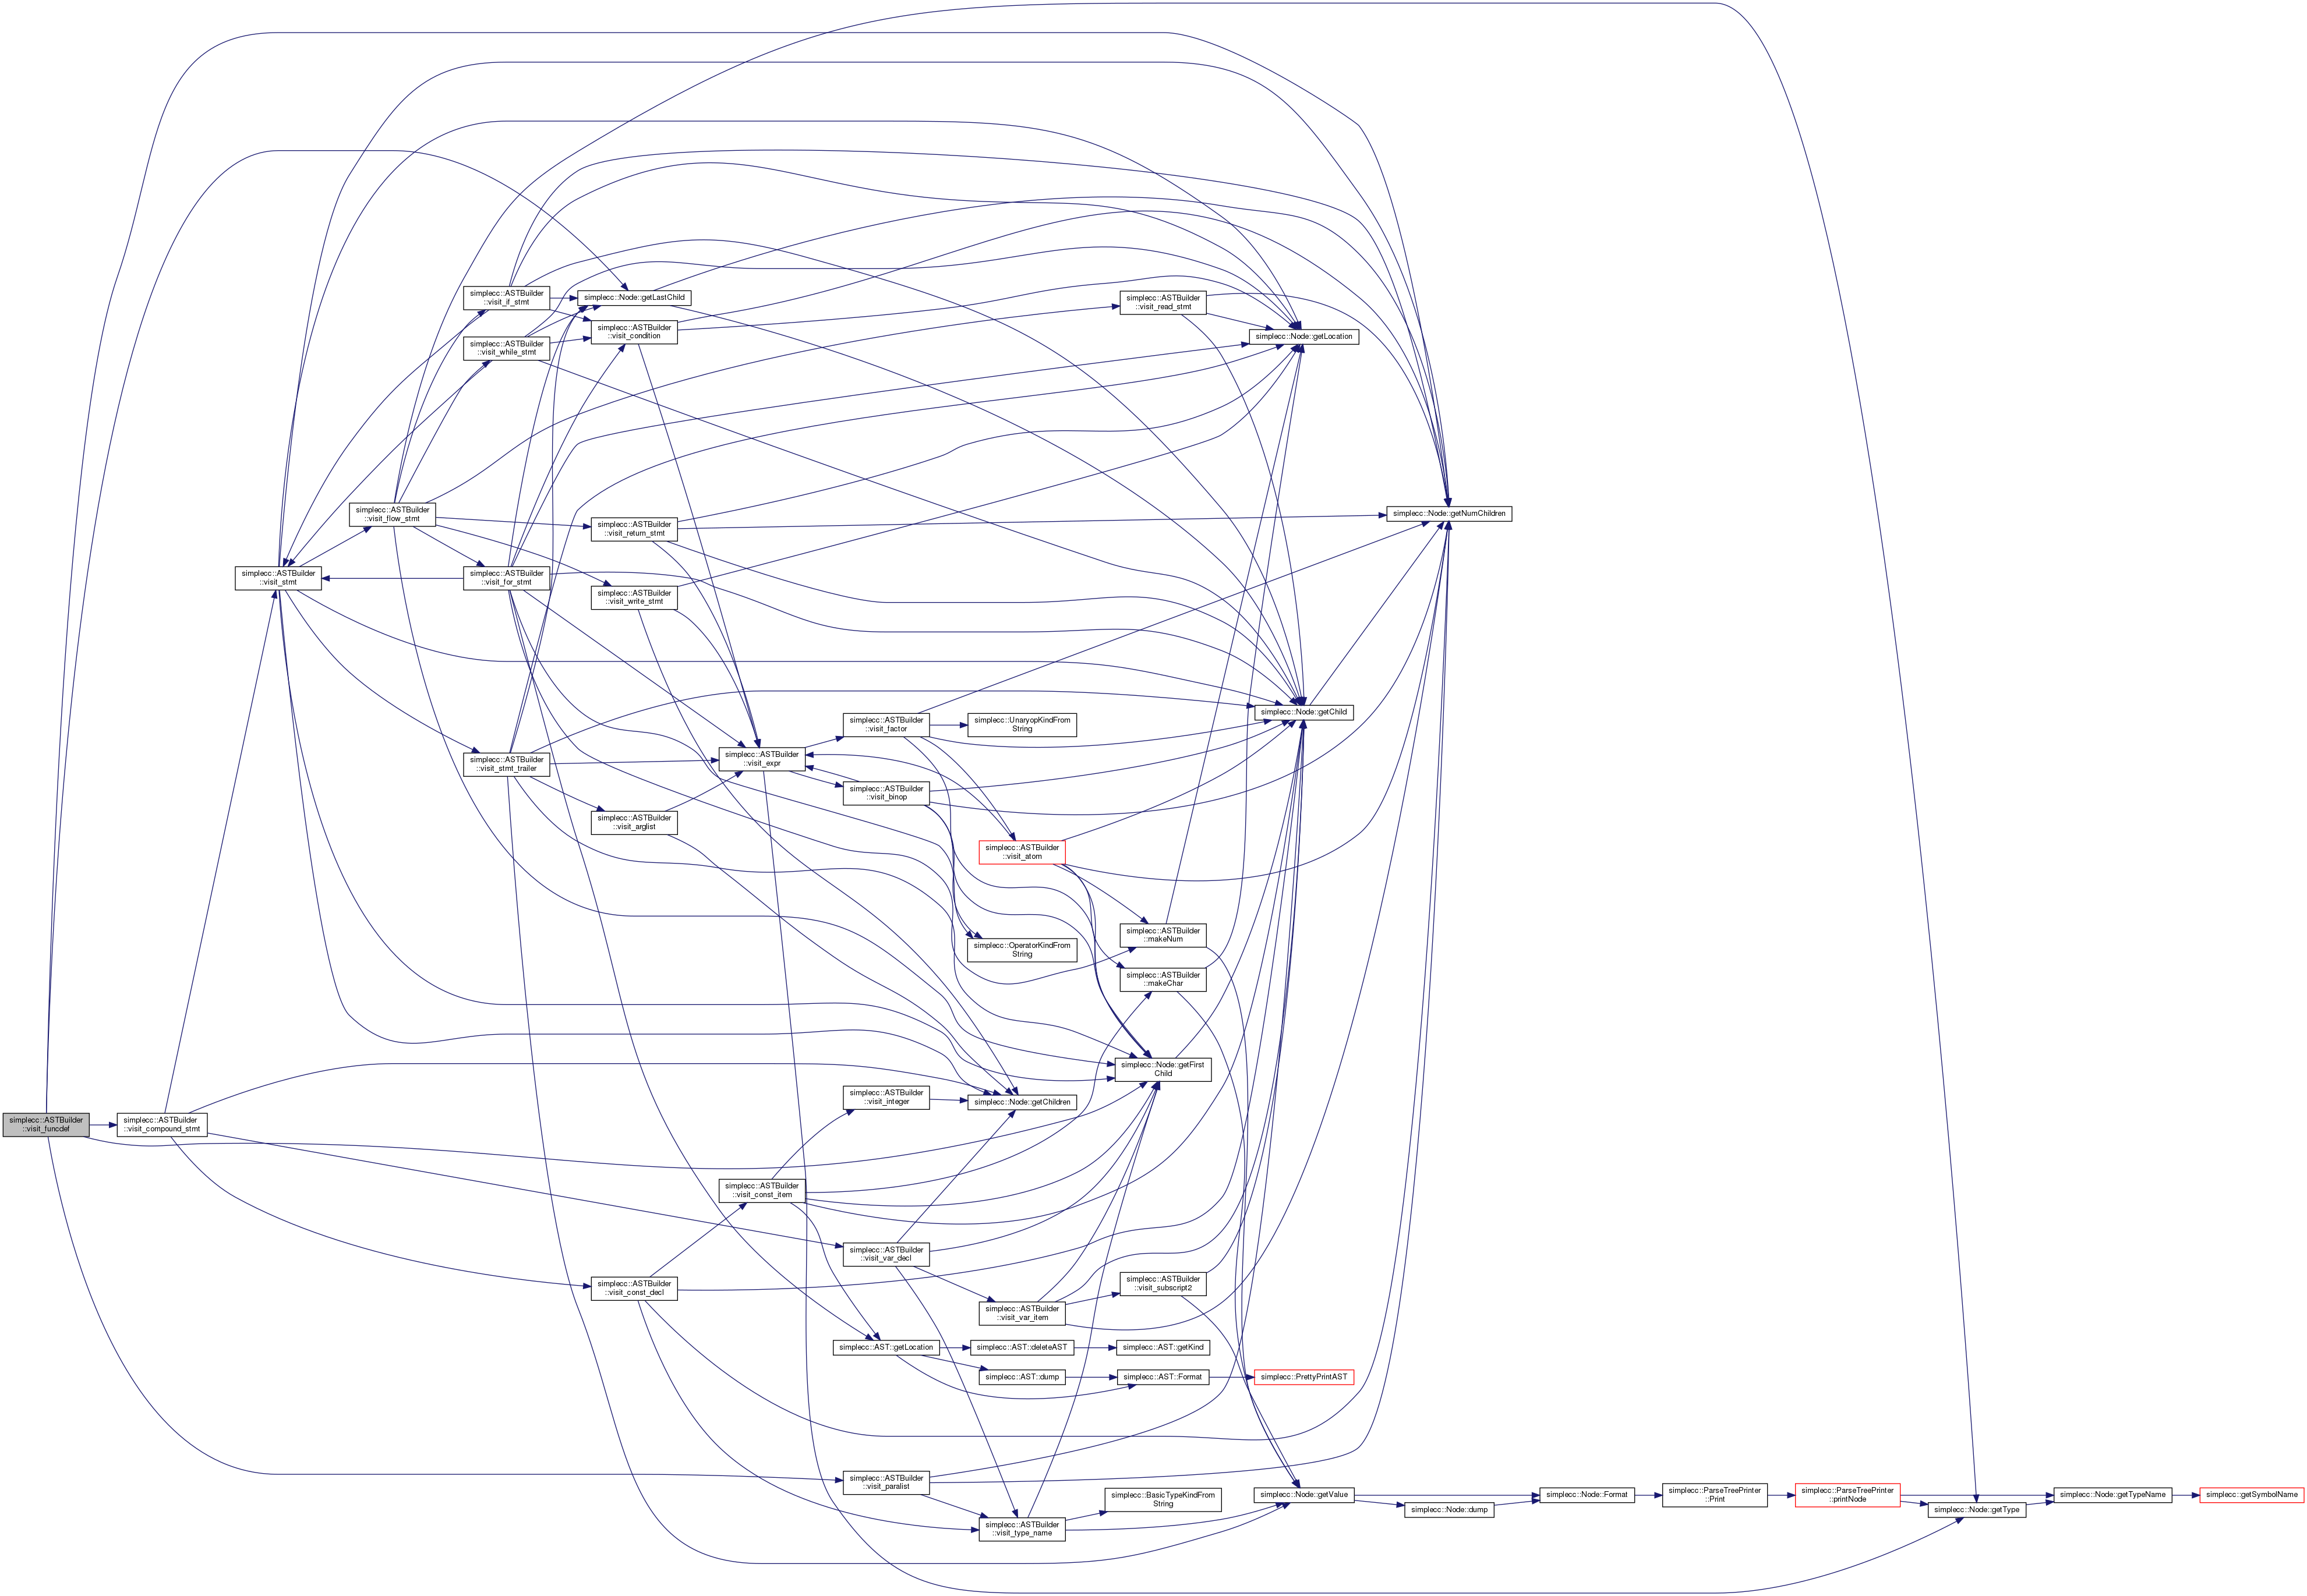 simplecc::ASTBuilder
::visit_funcdef
simplecc::ASTBuilder
::visit_compound_stmt
simplecc::ASTBuilder
::visit_stmt
simplecc::ASTBuilder
::visit_flow_stmt
simplecc::ASTBuilder
::visit_if_stmt
simplecc::ASTBuilder
::visit_while_stmt
simplecc::ASTBuilder
::visit_for_stmt
simplecc::ASTBuilder
::visit_stmt_trailer
simplecc::Node::getLastChild
simplecc::ASTBuilder
::visit_condition
simplecc::ASTBuilder
::visit_return_stmt
simplecc::ASTBuilder
::visit_write_stmt
simplecc::ASTBuilder
::visit_arglist
simplecc::ASTBuilder
::visit_const_decl
simplecc::ASTBuilder
::visit_expr
simplecc::ASTBuilder
::visit_const_item
simplecc::ASTBuilder
::visit_factor
simplecc::ASTBuilder
::visit_binop
simplecc::ASTBuilder
::visit_integer
simplecc::ASTBuilder
::visit_var_decl
simplecc::AST::getLocation
simplecc::ASTBuilder
::visit_paralist
simplecc::UnaryopKindFrom
String
simplecc::ASTBuilder
::visit_atom
simplecc::OperatorKindFrom
String
simplecc::Node::getChildren
simplecc::ASTBuilder
::visit_var_item
simplecc::AST::deleteAST
simplecc::AST::dump
simplecc::ASTBuilder
::visit_type_name
simplecc::ASTBuilder
::visit_read_stmt
simplecc::ASTBuilder
::makeNum
simplecc::ASTBuilder
::makeChar
simplecc::Node::getFirst
Child
simplecc::ASTBuilder
::visit_subscript2
simplecc::AST::getKind
simplecc::AST::Format
simplecc::BasicTypeKindFrom
String
simplecc::Node::getLocation
simplecc::Node::getChild
simplecc::PrettyPrintAST
simplecc::Node::getValue
simplecc::Node::getNumChildren
simplecc::Node::dump
simplecc::Node::Format
simplecc::ParseTreePrinter
::Print
simplecc::ParseTreePrinter
::printNode
simplecc::Node::getType
simplecc::Node::getTypeName
simplecc::getSymbolName